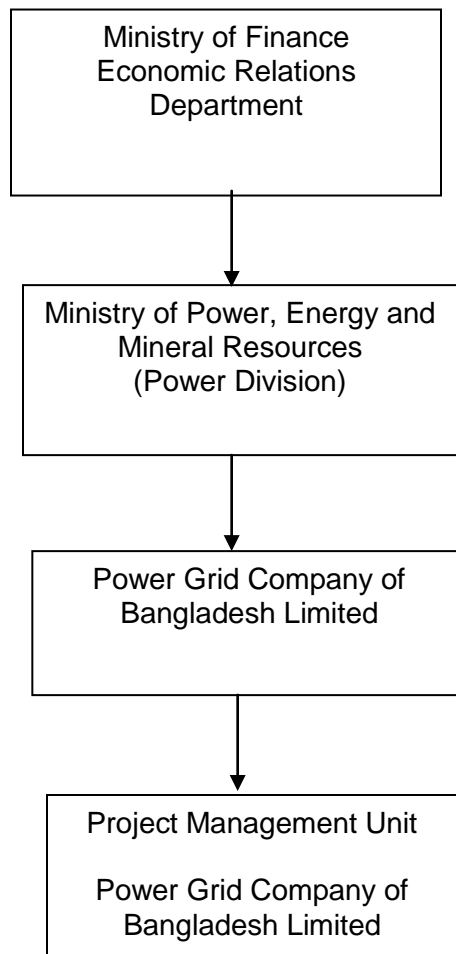 Ministry of Finance
Economic Relations
Department
Ministry of Power, Energy and
Mineral Resources
(Power Division)
Power Grid Company of
Bangladesh Limited
Project Management Unit
Power Grid Company of
Bangladesh Limited